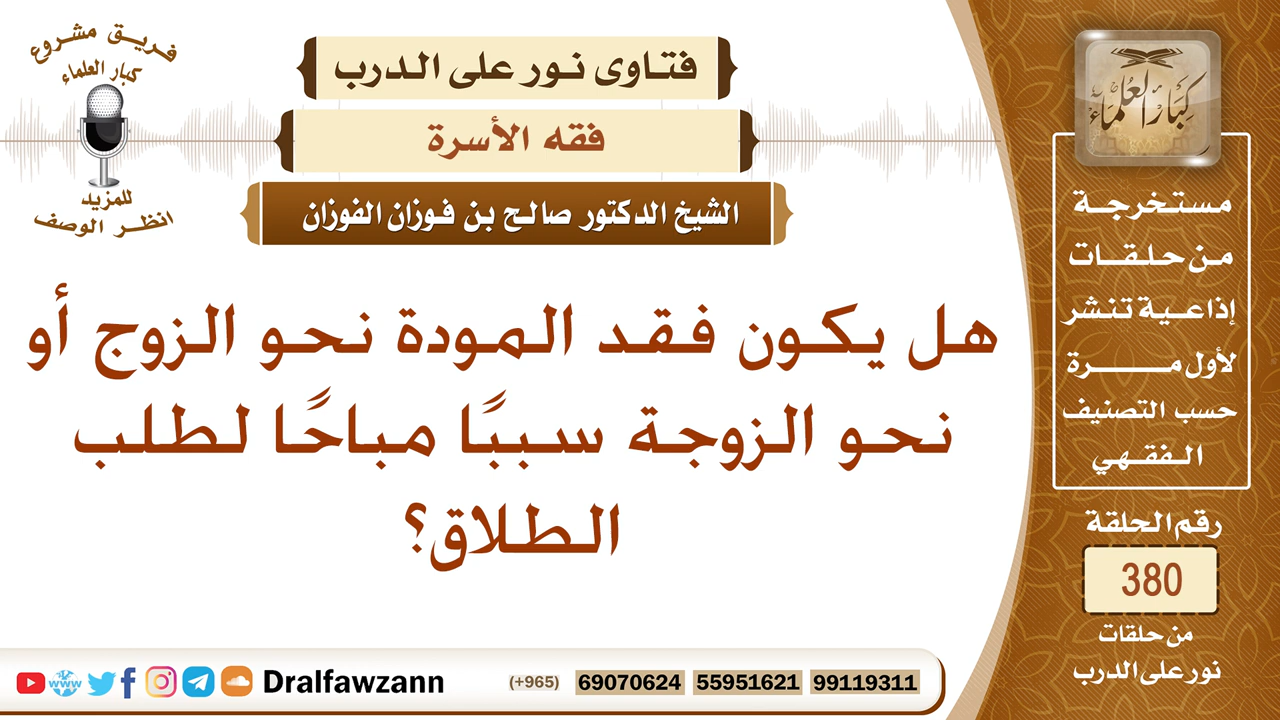 فريق مشروع
كبار العلماء
للمزيد
انظر الوصف
فتاوى نور على الدرب
فقه الأسرة
الشيخ الدكتور صالح بن فوزان الفوزان
هل يكون فقد المودة نحو الزوج أو
نحو الزوجة سببًا مباحًا لطلب
الطلاق؟
كبار العلماء
مستخرجة
من حلقات
إذاعية تنشر
لأول مرة
حسب التصنيف
الفقهي
رقم الحلقة
380
من حلقات
نور على الدرب
www
Dralfawzann
(+965) 69070624 55951621 99119311